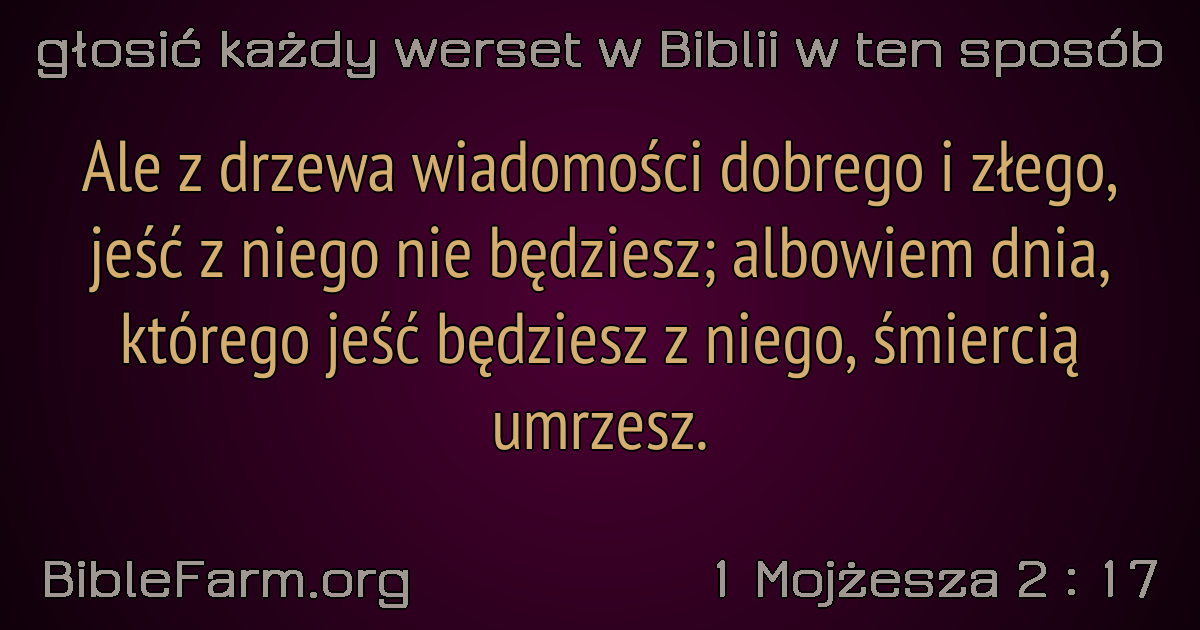 głosić każdy werset w Biblii w ten sposób
Ale z drzewa wiadomości dobrego i złego,
jeść z niego nie będziesz; albowiem dnia,
którego jeść będziesz z niego, śmiercią
umrzesz.
BibleFarm.org
1 Mojżesza 2 : 17